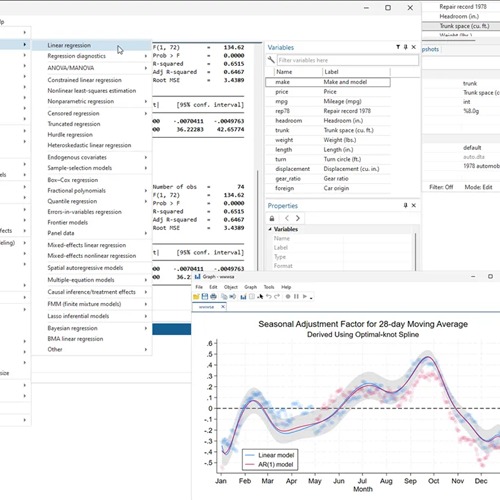 lp
Linear regression
Regression diagnostics
ANOVA/MANOVA
Constrained linear regression
Nonlinear least-squares estimation
Nonparametric regression
Censored regression
Truncated regression
Hurdle regression
Heteroskedastic linear regression
Endogenous covariates
Sample-selection models
Box–Cox regression
Fractional polynomials
Quantile regression
Errors-in-variables regression
Frontier models
Panel data
Mixed-effects linear regression
Mixed-effects nonlinear regression
Spatial autoregressive models
Multiple-equation models
Causal inference/treatment effects
FMM (finite mixture models)
Lasso inferential models
Bayesian regression
BMA linear regression
Other
els
ffects
eling)
size
F(1, 72) = 134.62
Prob > F = 0.0000
R-squared = 0.6515
Adj R-squared = 0.6467
Root MSE = 3.4389
t| [95% conf. interval]
00 -.0070411 -.0049763
00 36.22283 42.65774
Number of obs = 74
F(1, 72) = 134.62
Prob > F = 0.0000
R-squared = 0.6515
Adj R-squared = 0.6467
Root MSE = 3.4389
t| [95% conf. interval]
00 -.0070411 -.0049763
Variables
Filter variables here
Name Label
make Make and model
price Price
mpg Mileage (mpg)
rep78 Repair record 1978
headroom Headroom (in.)
trunk Trunk space (cu. ft.)
weight Weight (lbs.)
length Length (in.)
turn Turn circle (ft.)
displacement Displacement (cu. in.)
gear_ratio Gear ratio
foreign Car origin
Properties
Variables
Name
Label
Type
Format
Repair record 1978
Headroom (in.)
Trunk space (cu. ft.)
Weight (lbs.)
pshots
trunk
Trunk space (c
int
%8.0g
default
auto.dta
1978 automob
Filter: Off Mode: Edit
Graph - wwwsa
File Edit Object Graph Tools Help
wwwsa
Seasonal Adjustment Factor for 28-day Moving Average
Derived Using Optimal-knot Spline
.6
.5
.4
.3
.2
.1
0
-.1
-.2
-.3
-.4
-.5
Linear model
AR(1) model
Jan Feb Mar Apr May Jun Jul Aug Sep Oct Nov Dec
Month